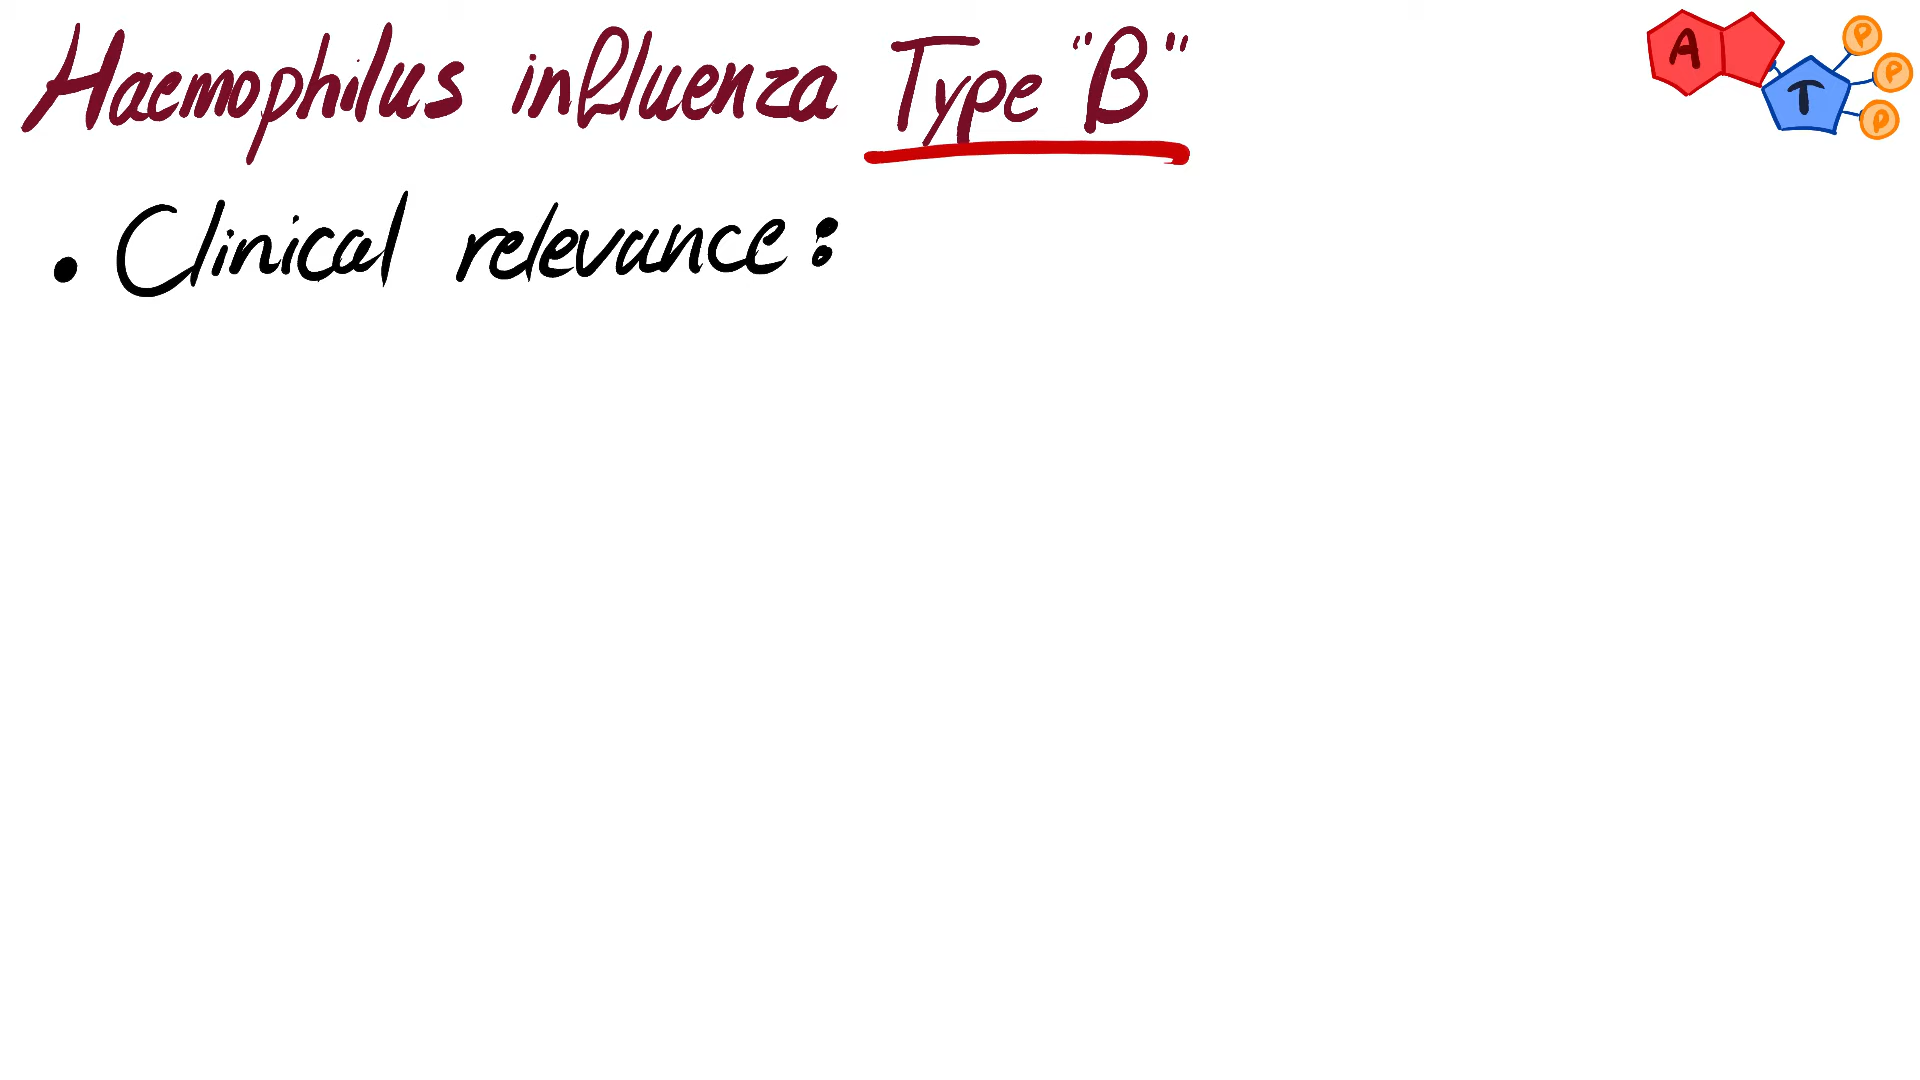 Haemophilus influenza Type "B"
A T P P P
• Clinical relevance: